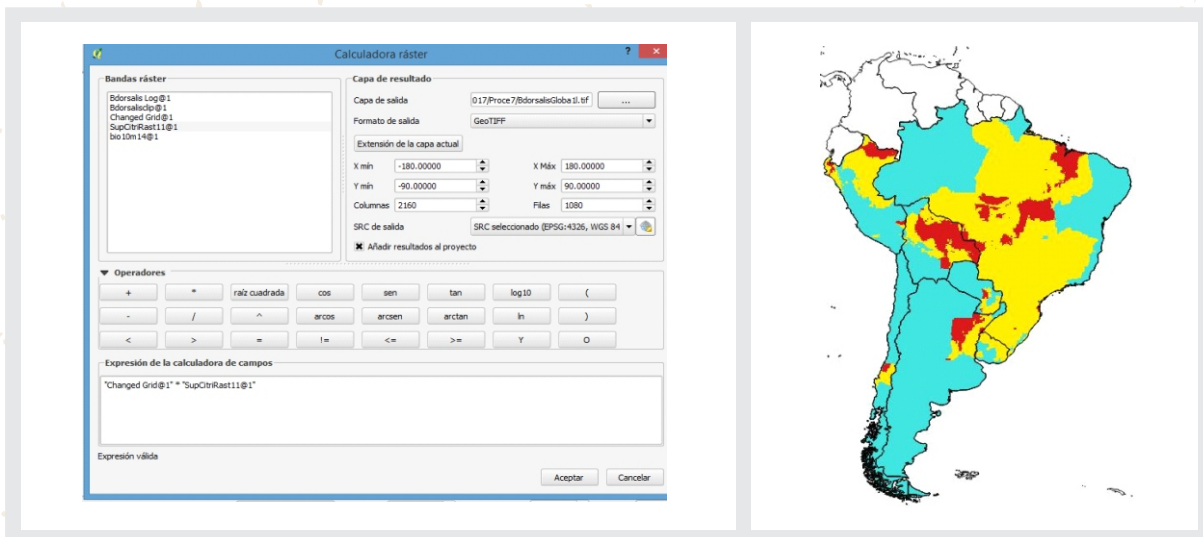 Calculadora ráster
? ×
Bandas ráster
Bdorsalis Log@1
Bdorsalisclip@1
Changed Grid@1
SupCitriRast11@1
bio10m14@1
Capa de resultado
Capa de salida 017/Proce7/BdorsalisGloba1l.tif ...
Formato de salida GeoTIFF
Extensión de la capa actual
X mín -180.00000 X Máx 180.00000
Y mín -90.00000 Y máx 90.00000
Columnas 2160 Filas 1080
SRC de salida SRC seleccionado (EPSG:4326, WGS 84
Añadir resultados al proyecto
Operadores
+ * raíz cuadrada cos sen tan log10 (
- / ^ arcos arcsen arctan ln )
< > = != <= >= Y O
Expresión de la calculadora de campos
"Changed Grid@1" * "SupCitriRast11@1"
Expresión válida
Aceptar Cancelar